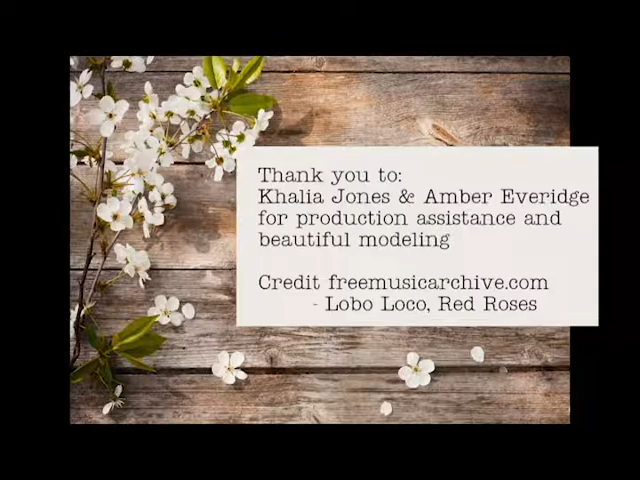 Thank you to:
Khalia Jones & Amber Everidge
for production assistance and
beautiful modeling
Credit freemusicarchive.com
- Lobo Loco, Red Roses